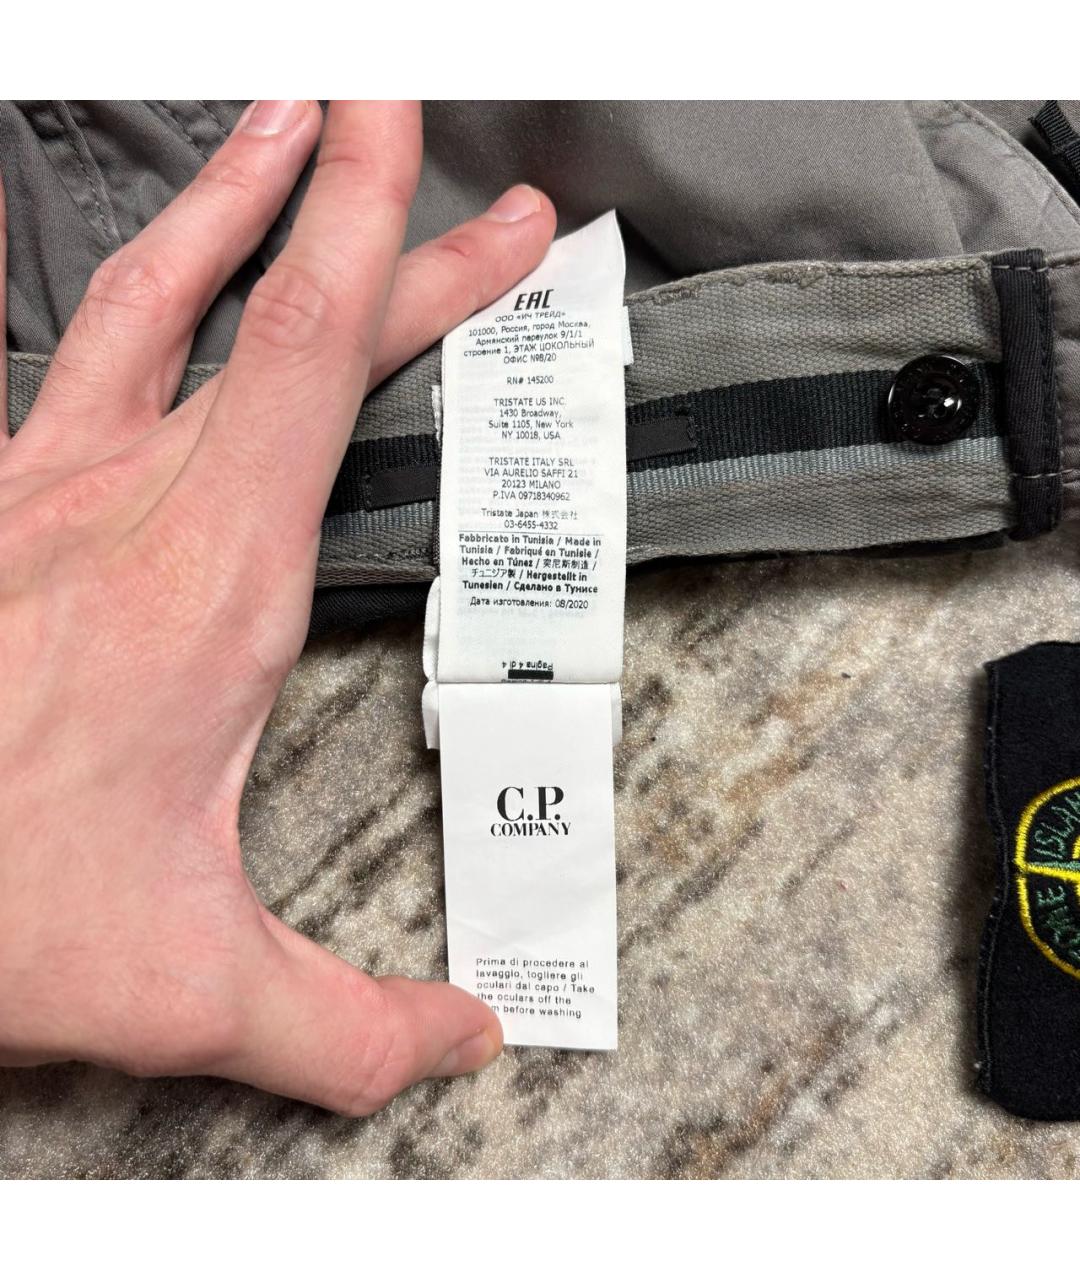 EAC
ООО «ИЧ ТРЕЙД»
101000, Россия, город Москва,
Армянский переулок 9/1/1
строение 1, ЭТАЖ ЦОКОЛЬНЫЙ
ОФИС №8/20
RN# 145200
TRISTATE US INC.
1430 Broadway,
Suite 1105, New York
NY 10018, USA
TRISTATE ITALY SRL
VIA AURELIO SAFFI 21
20123 MILANO
P.IVA 09718340962
Tristate Japan 株式会社
03-6455-4332
Fabbricato in Tunisia / Made in
Tunisia / Fabriqué en Tunisie /
Hecho en Túnez / 突尼斯制造 /
チュニジア製 / Hergestellt in
Tunesien / Сделано в Тунисе
Дата изготовления: 08/2020
Pagina 4 di 4
C.P.
COMPANY
Prima di procedere al
lavaggio, togliere gli
oculari dal capo / Take
the oculars off the
before washing
ISLAN